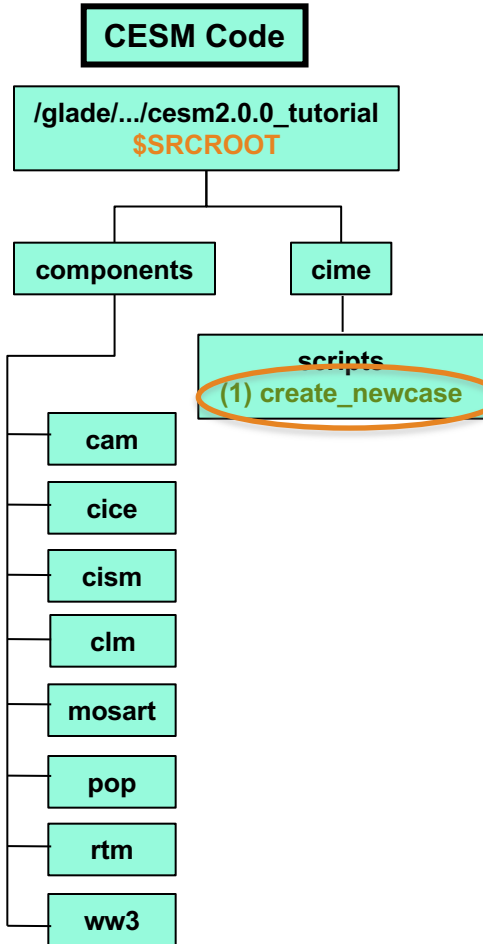 CESM Code
/glade/.../cesm2.0.0_tutorial
$SRCROOT
components
cime
scripts
(1) create_newcase
cam
cice
cism
clm
mosart
pop
rtm
ww3